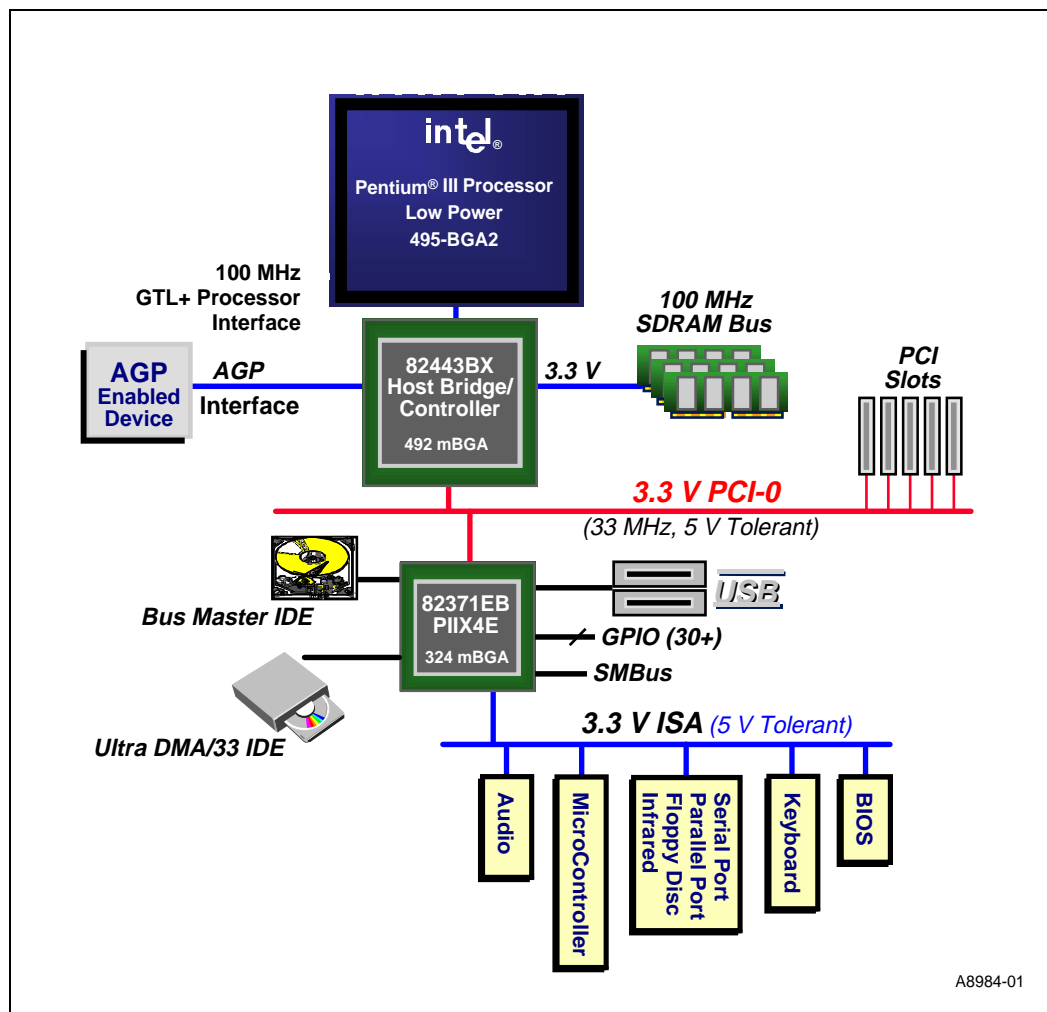 intel®
Pentium® III Processor
Low Power
495-BGA2
100 MHz
GTL+ Processor
Interface
100 MHz
SDRAM Bus
AGP
Enabled
Device
AGP
Interface
82443BX
Host Bridge/
Controller
492 mBGA
3.3 V
PCI
Slots
3.3 V PCI-0
(33 MHz, 5 V Tolerant)
Bus Master IDE
82371EB
PIIX4E
324 mBGA
USB
GPIO (30+)
SMBus
Ultra DMA/33 IDE
3.3 V ISA (5 V Tolerant)
Audio
MicroController
Serial Port
Parallel Port
Floppy Disc
Infrared
Keyboard
BIOS
A8984-01